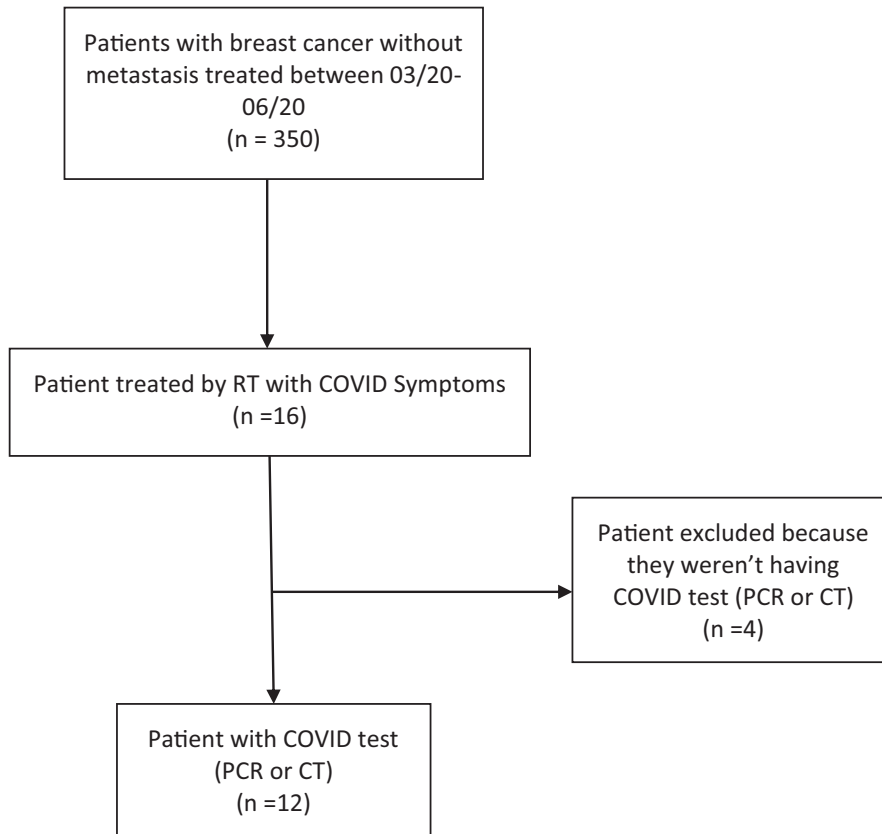 Patients with breast cancer without
metastasis treated between 03/20-
06/20
(n = 350)
Patient treated by RT with COVID Symptoms
(n =16)
Patient excluded because
they weren't having
COVID test (PCR or CT)
(n =4)
Patient with COVID test
(PCR or CT)
(n =12)